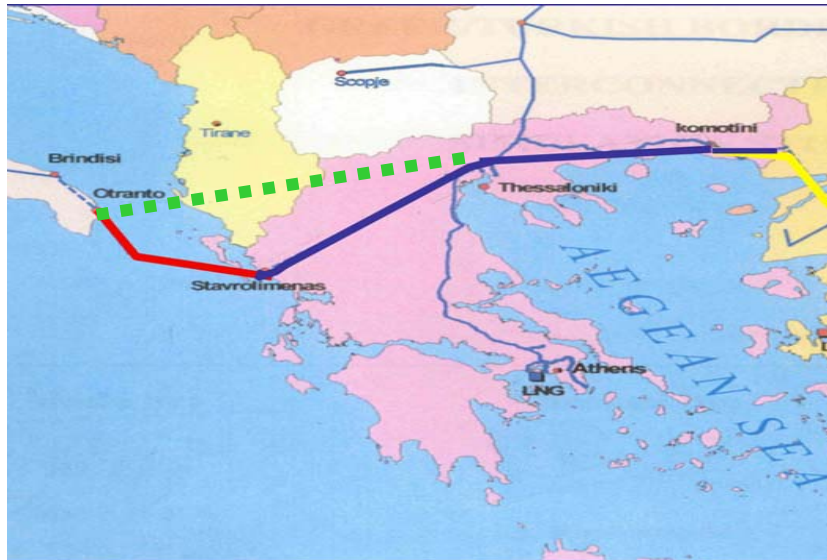 Scopje
Tirane
komotini
Brindisi
Otranto
Thessaloniki
Stavrolimenas
AEGEAN SEA
Athens
LNG